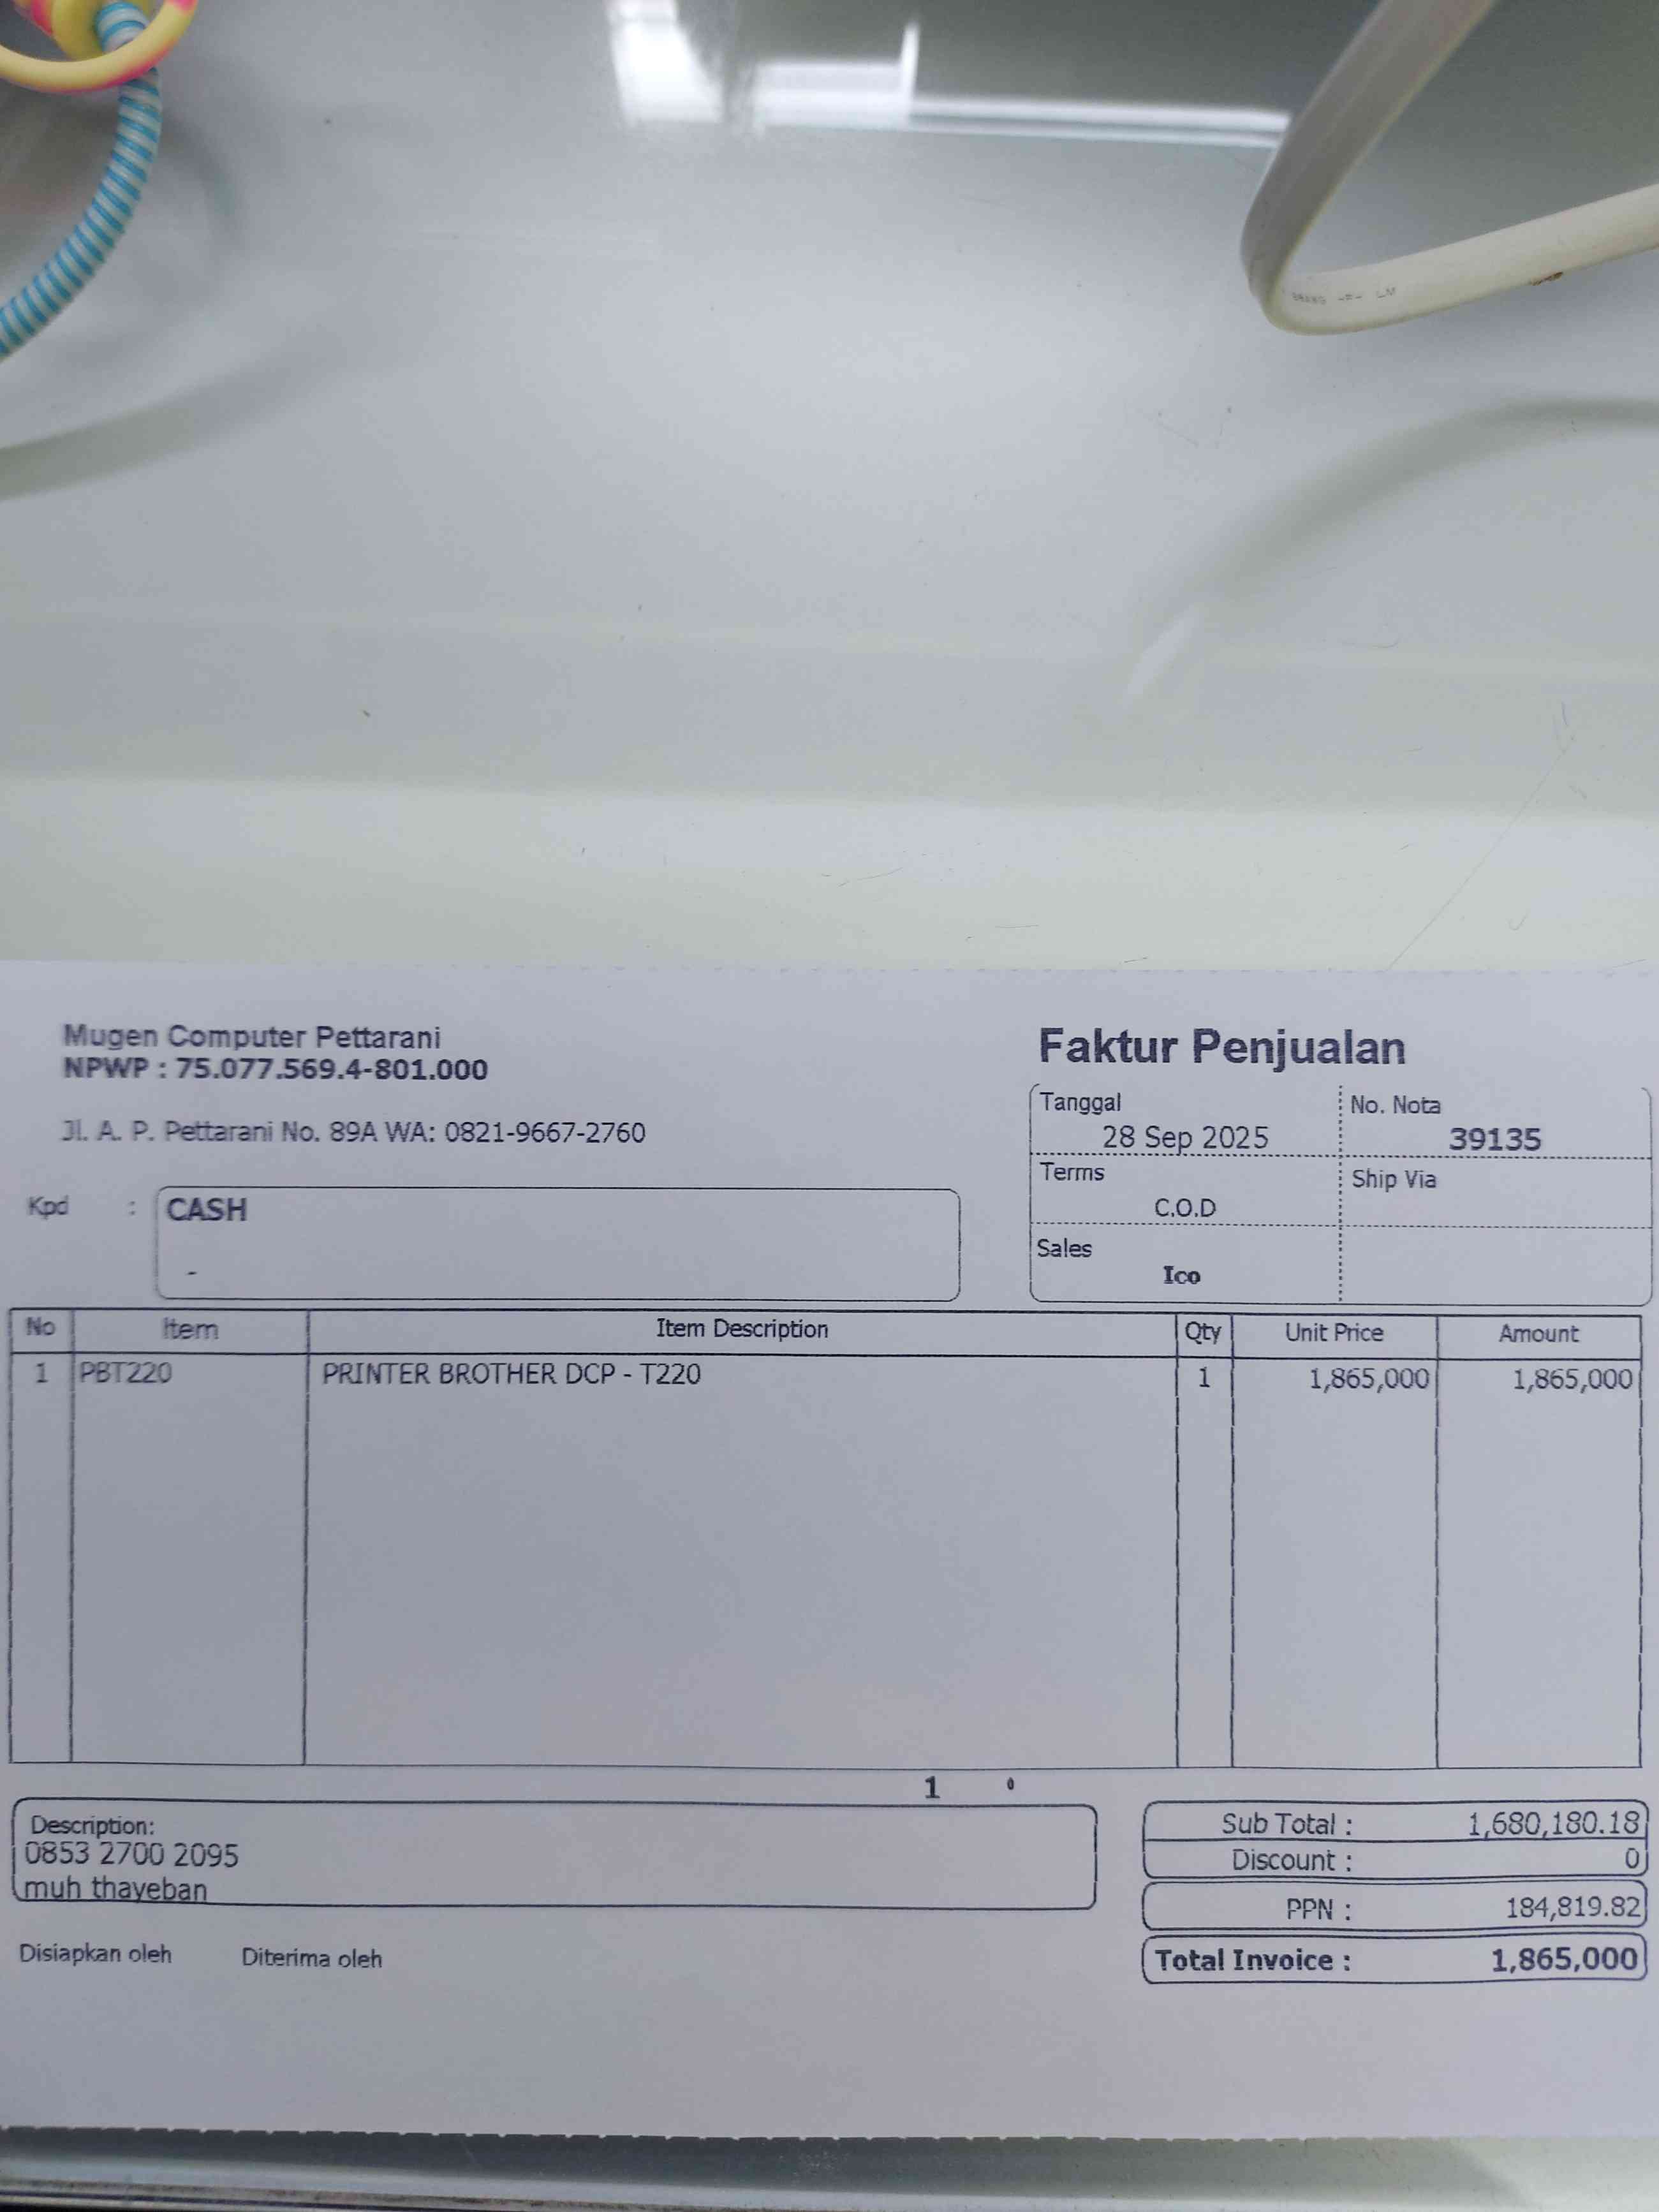 Mugen Computer Pettarani
NPWP : 75.077.569.4-801.000
Jl. A. P. Pettarani No. 89A WA: 0821-9667-2760
Kpd : CASH
-
Faktur Penjualan
Tanggal No. Nota
28 Sep 2025 39135
Terms Ship Via
C.O.D
Sales
Ico
No Item Item Description Qty Unit Price Amount
1 PBT220 PRINTER BROTHER DCP - T220 1 1,865,000 1,865,000
1 0
Description:
0853 2700 2095
muh thayeban
Sub Total : 1,680,180.18
Discount : 0
PPN : 184,819.82
Total Invoice : 1,865,000
Disiapkan oleh Diterima oleh